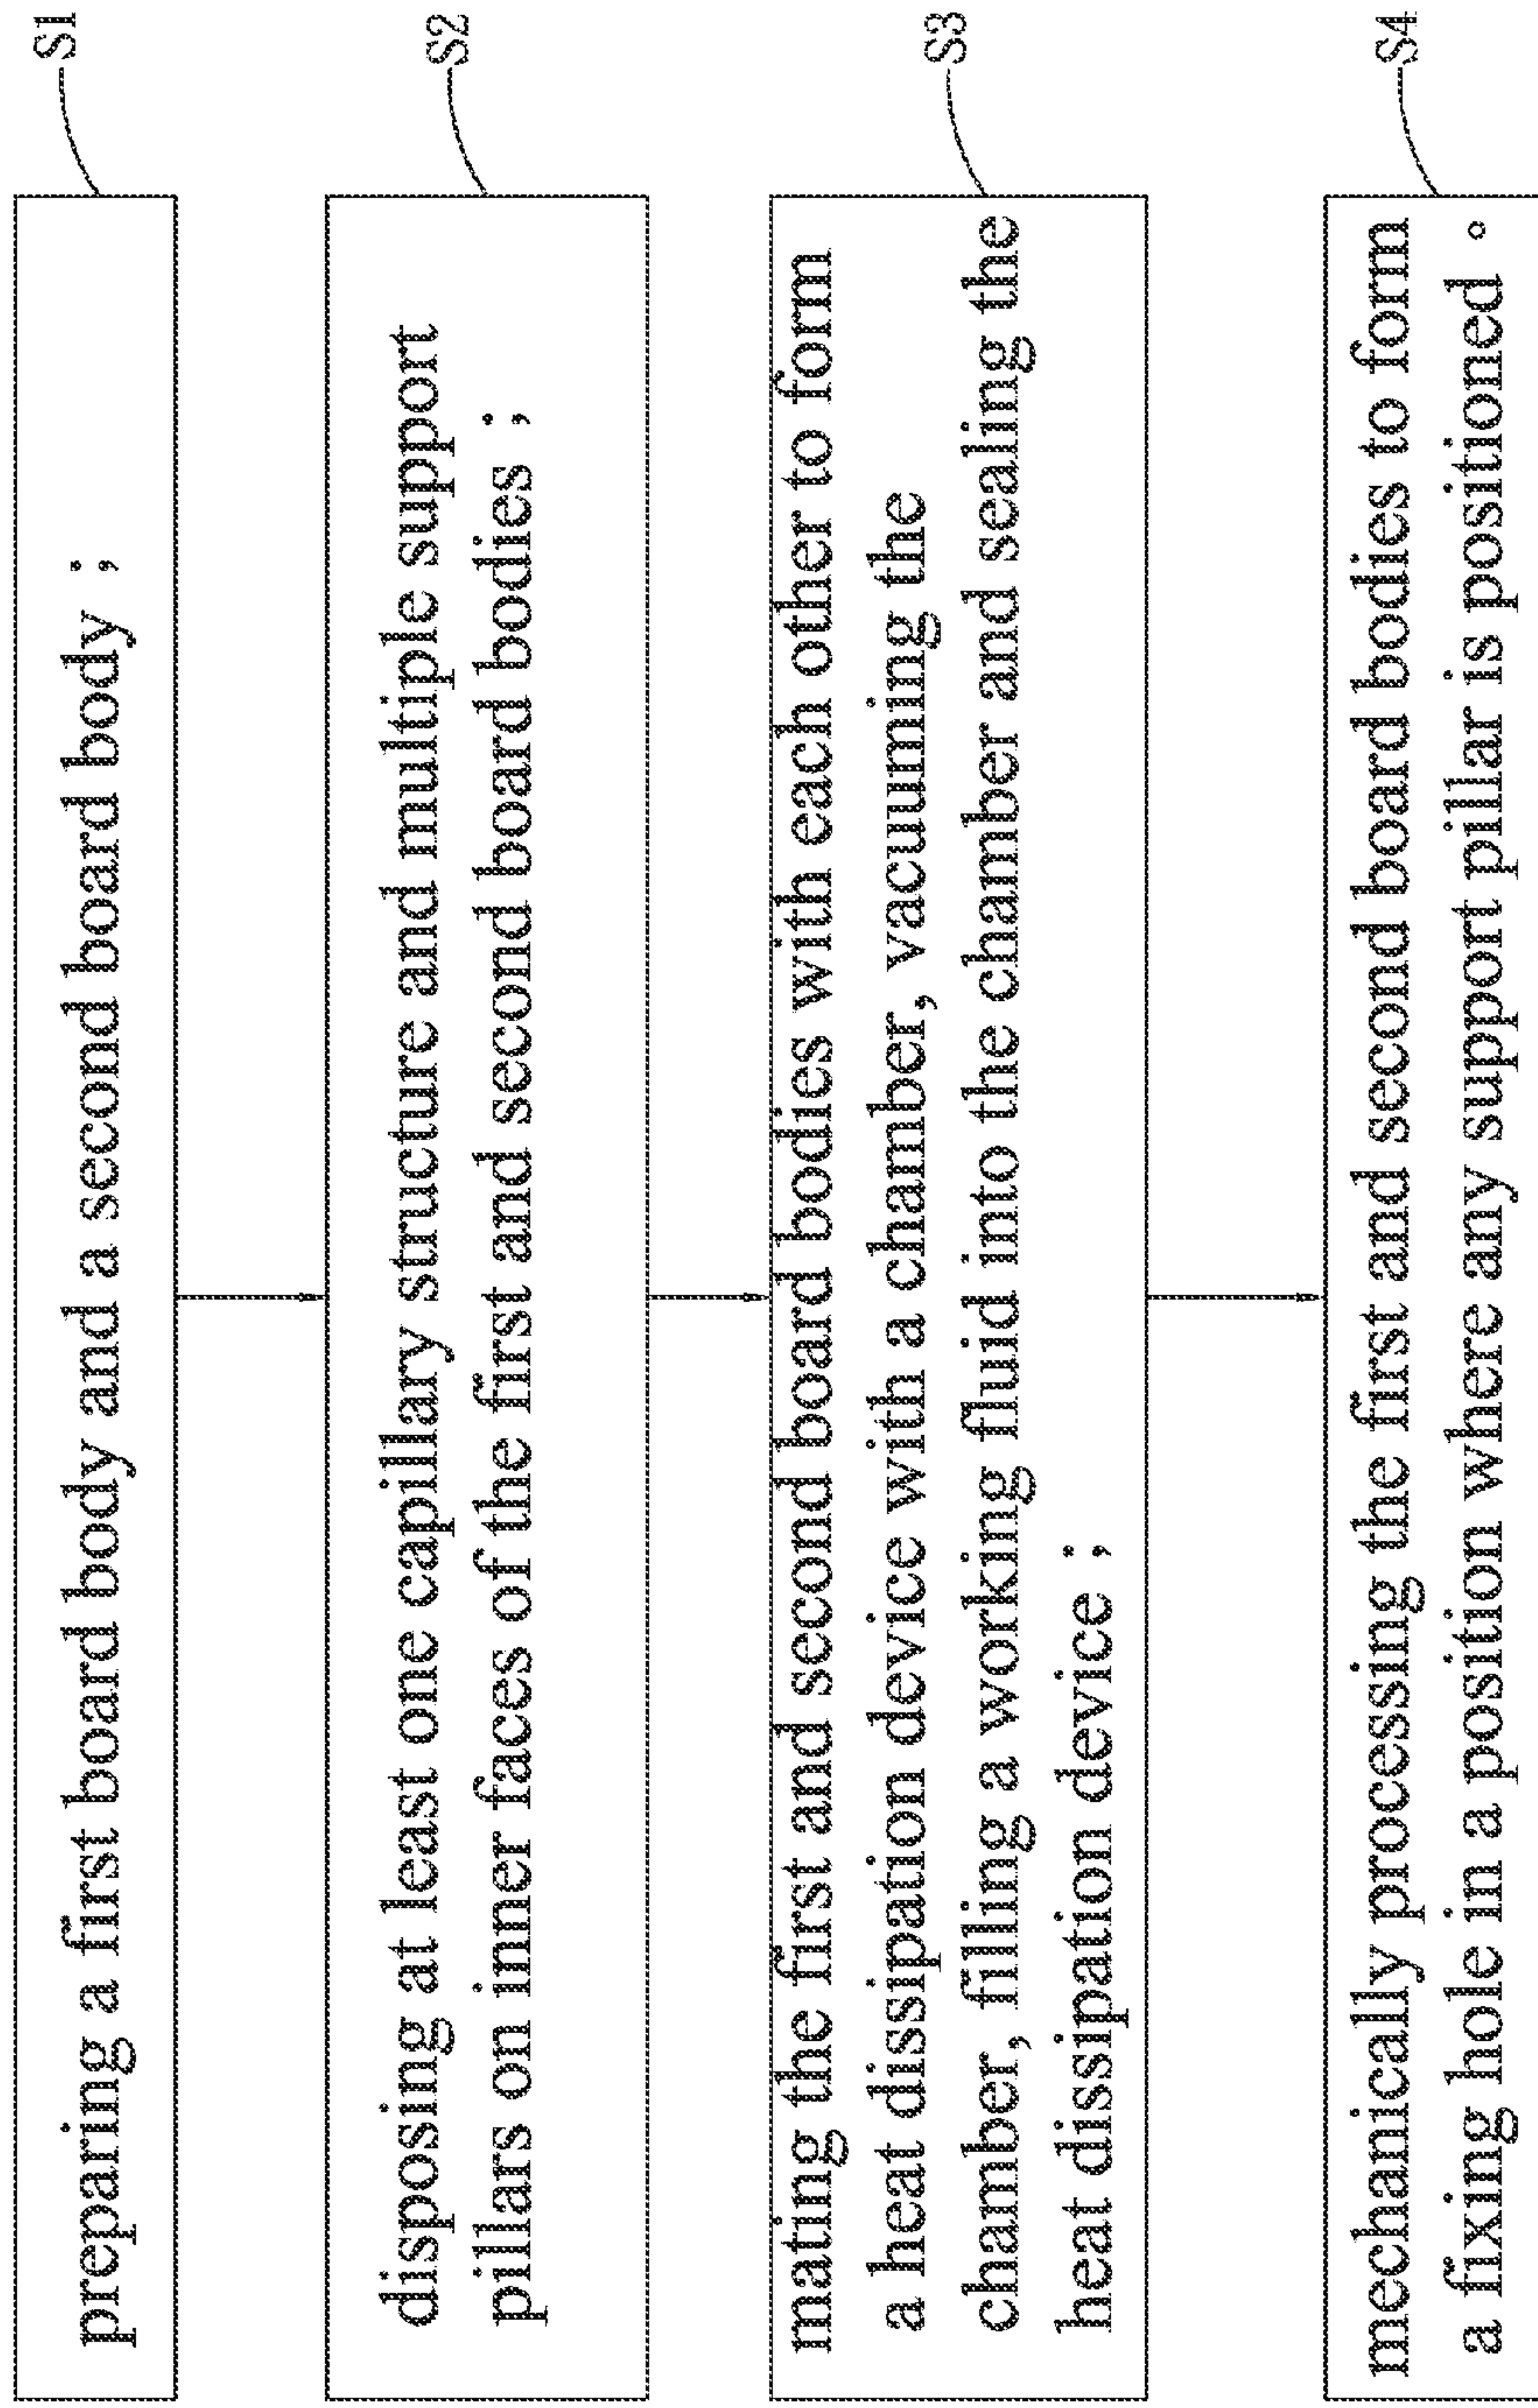 S1
preparing a first board body and a second board body ;
S2
disposing at least one capillary structure and multiple support
pillars on inner faces of the first and second board bodies ;
S3
mating the first and second board bodies with each other to form
a heat dissipation device with a chamber, vacuuming the
chamber, filling a working fluid into the chamber and sealing the
heat dissipation device ;
S4
mechanically processing the first and second board bodies to form
a fixing hole in a position where any support pillar is positioned 。